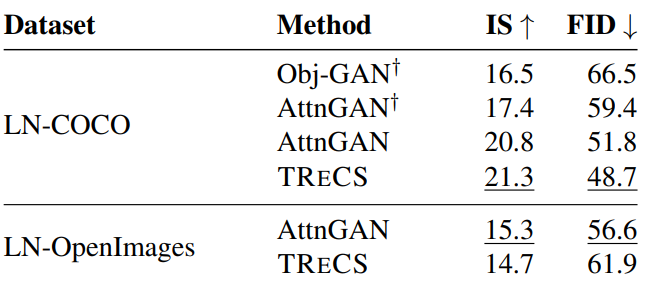 Dataset Method IS ↑ FID ↓
Obj-GAN† 16.5 66.5
AttnGAN† 17.4 59.4
LN-COCO
AttnGAN 20.8 51.8
TRECS 21.3 48.7
AttnGAN 15.3 56.6
LN-OpenImages
TRECS 14.7 61.9